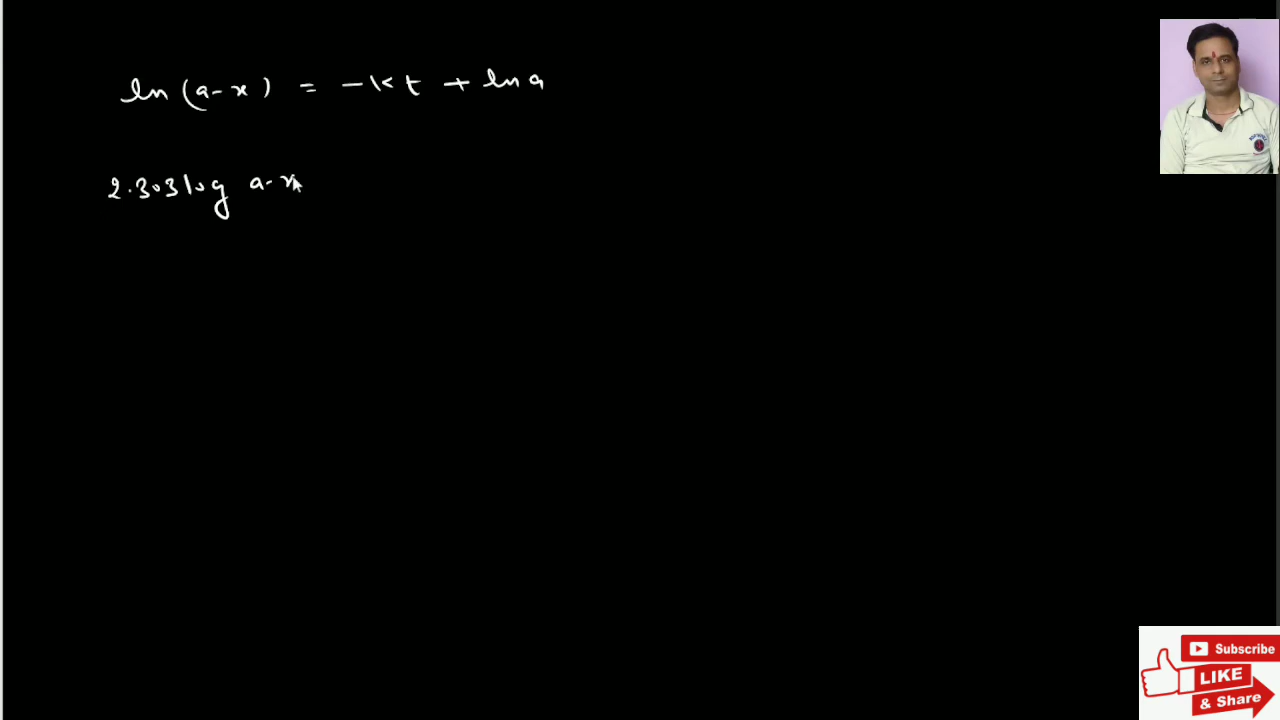 ln (a-x) = -kt + ln a
2.303 log a-x
Subscribe
LIKE
& Share